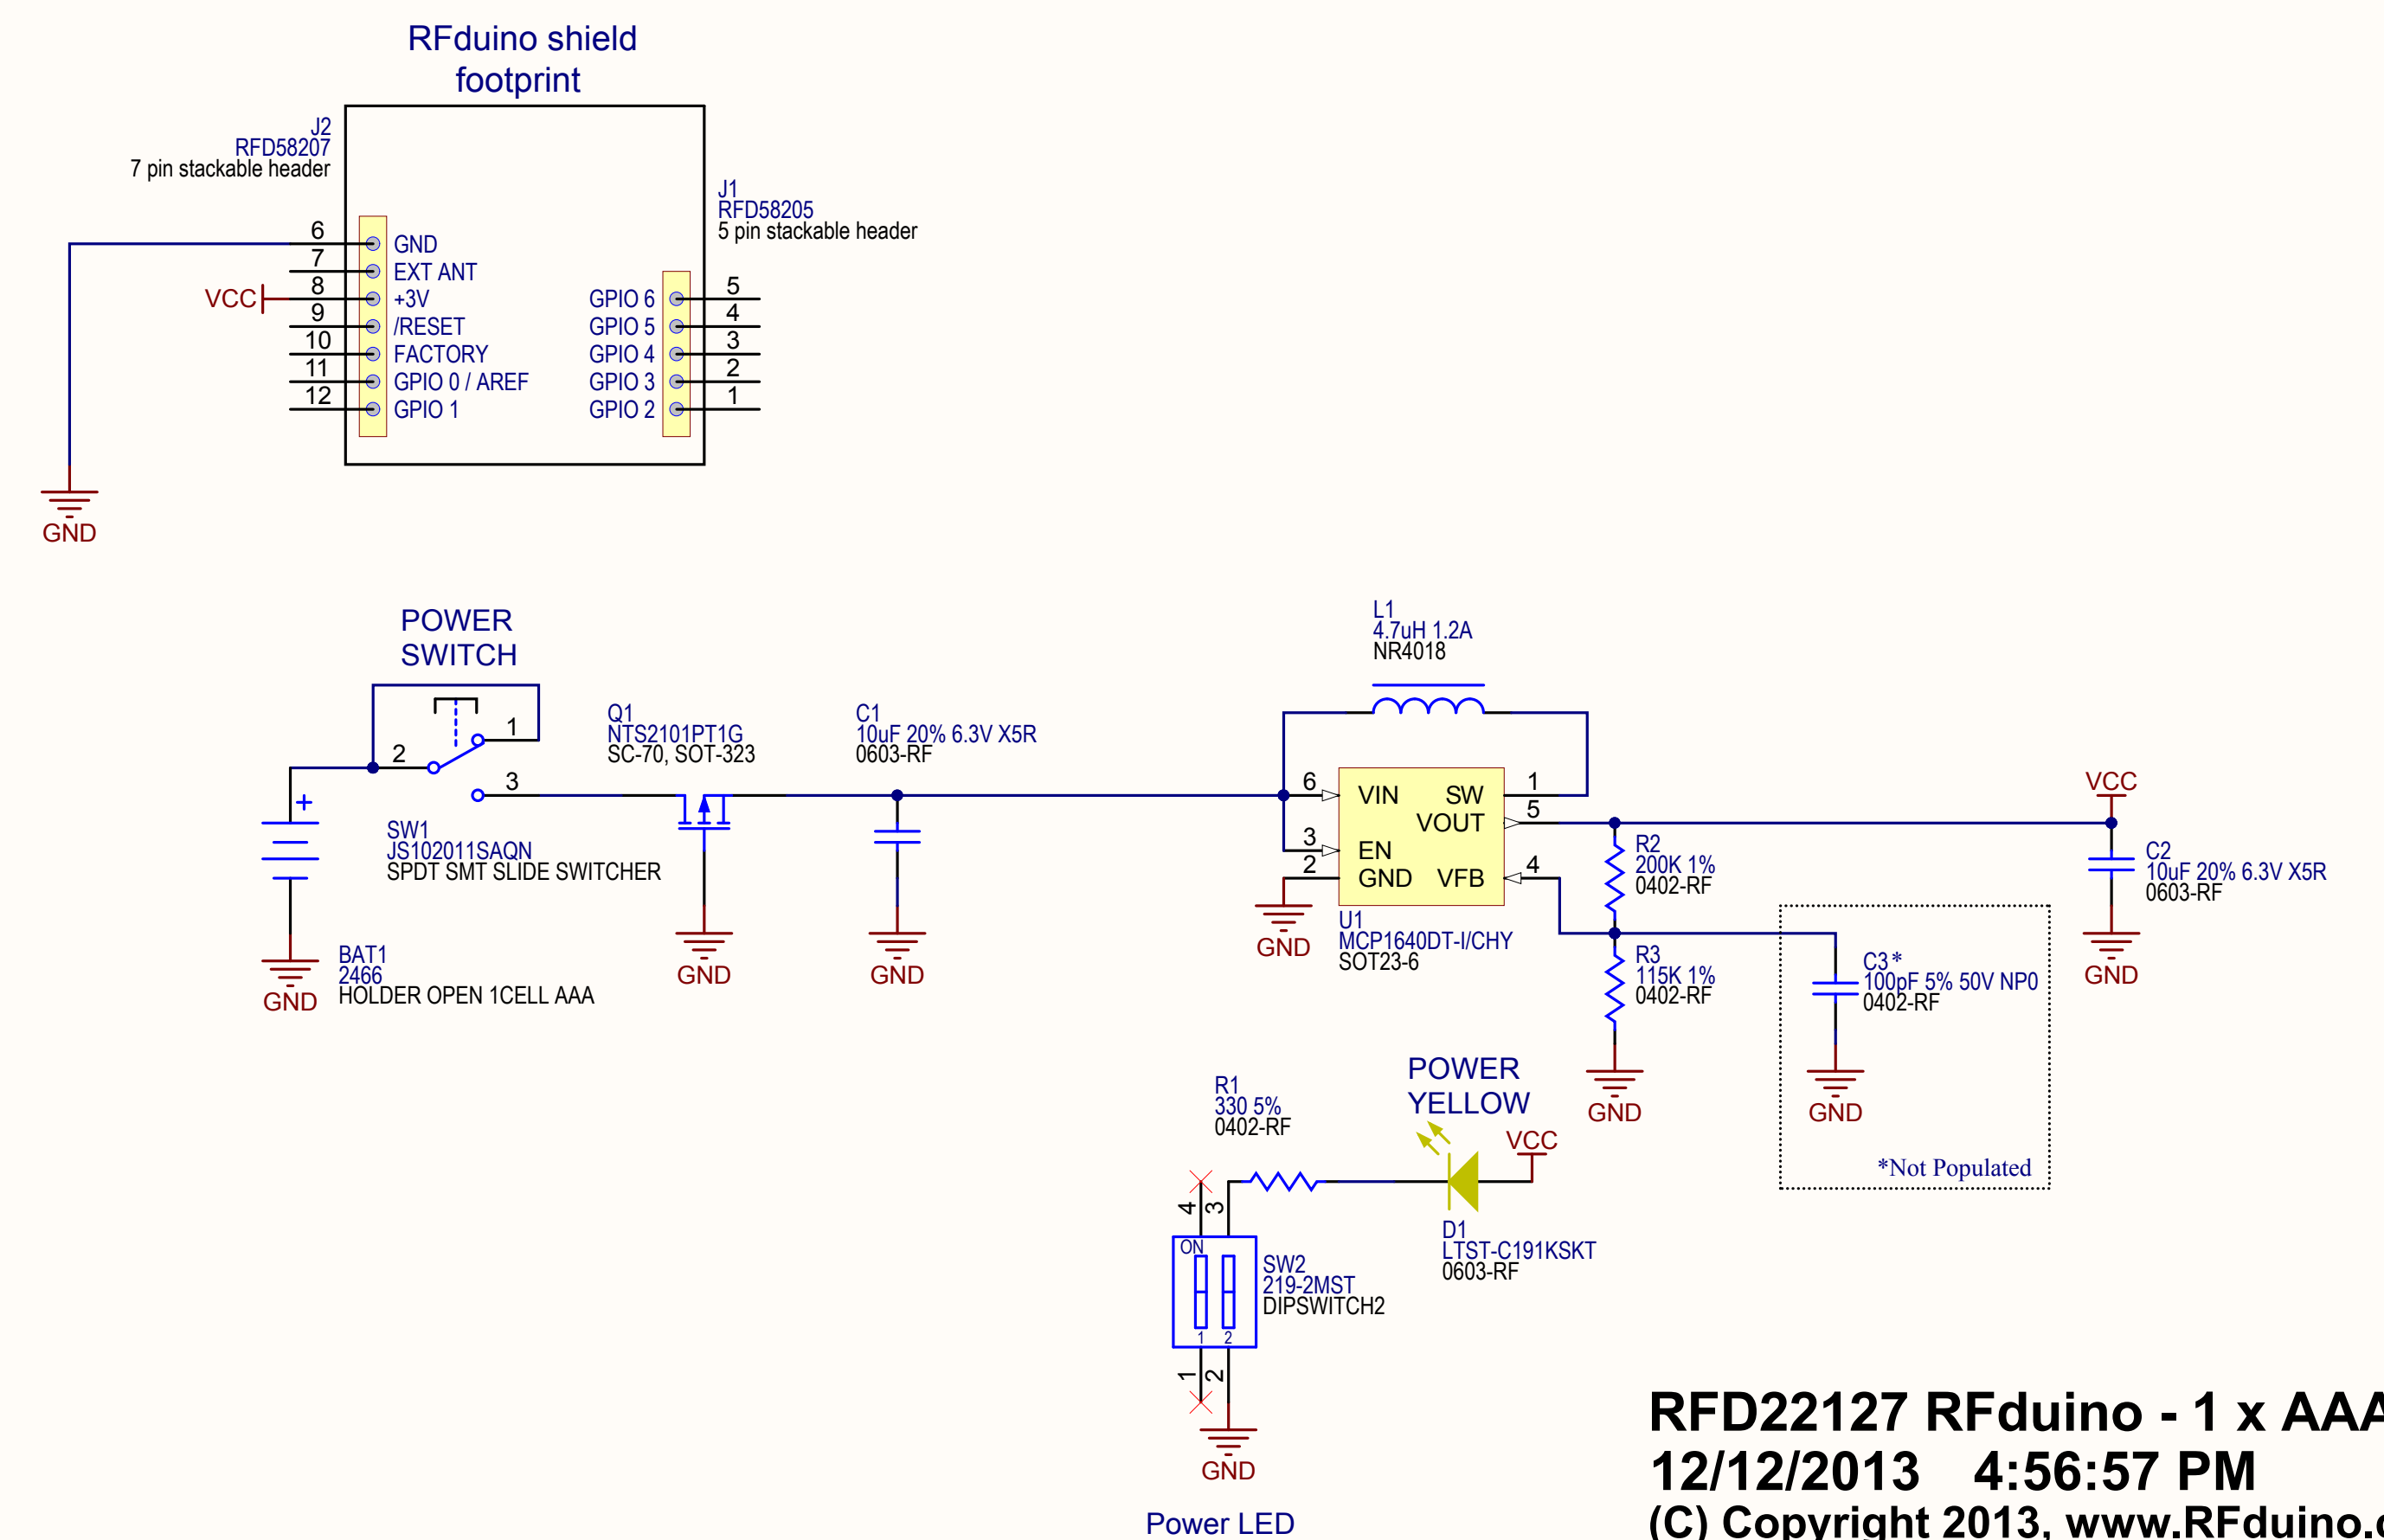 RFduino shield
footprint
J2
RFD58207
7 pin stackable header
J1
RFD58205
5 pin stackable header
6 GND
7 EXT ANT
VCC 8 +3V
9 /RESET
10 FACTORY
11 GPIO 0 / AREF
12 GPIO 1
GPIO 6 5
GPIO 5 4
GPIO 4 3
GPIO 3 2
GPIO 2 1
GND
POWER
SWITCH
1
2
3
SW1
JS102011SAQN
SPDT SMT SLIDE SWITCHER
+
BAT1
2466
HOLDER OPEN 1CELL AAA
GND
Q1
NTS2101PT1G
SC-70, SOT-323
GND
C1
10uF 20% 6.3V X5R
0603-RF
GND
L1
4.7uH 1.2A
NR4018
6 VIN SW 1
VOUT 5
3 EN
2 GND VFB 4
GND
U1
MCP1640DT-I/CHY
SOT23-6
R2
200K 1%
0402-RF
R3
115K 1%
0402-RF
GND
VCC
C2
10uF 20% 6.3V X5R
0603-RF
GND
C3*
100pF 5% 50V NP0
0402-RF
GND
*Not Populated
R1
330 5%
0402-RF
POWER
YELLOW
VCC
D1
LTST-C191KSKT
0603-RF
4 3
ON
1 2
SW2
219-2MST
DIPSWITCH2
1 2
GND
Power LED
RFD22127 RFduino - 1 x AAA
12/12/2013 4:56:57 PM
(C) Copyright 2013, www.RFduino.